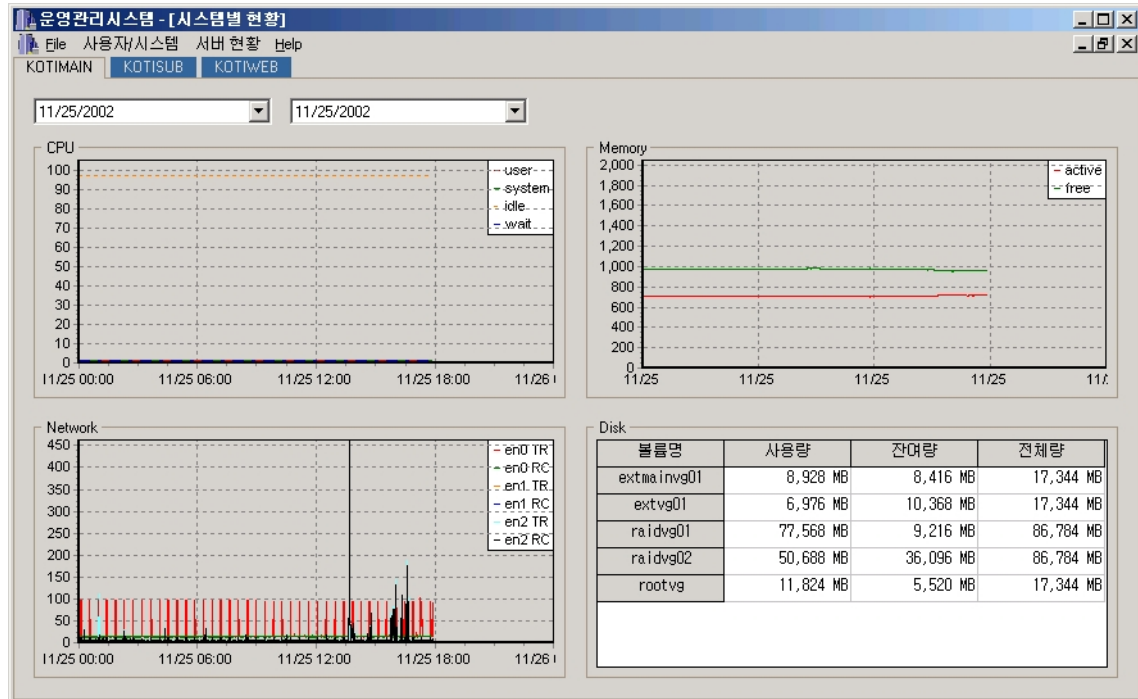 운영관리시스템 - [시스템별 현황]
File 사용자/시스템 서버 현황 Help
KOTIMAIN KOTISUB KOTIWEB
11/25/2002 11/25/2002
CPU
100
90
80
70
60
50
40
30
20
10
0
user
system
idle
wait
11/25 00:00 11/25 06:00 11/25 12:00 11/25 18:00 11/26
Memory
2,000
1,800
1,600
1,400
1,200
1,000
800
600
400
200
0
active
free
11/25 11/25 11/25 11/25
Network
450
400
350
300
250
200
150
100
50
0
en0 TR
en0 RC
en1 TR
en1 RC
en2 TR
en2 RC
11/25 00:00 11/25 06:00 11/25 12:00 11/25 18:00 11/26
Disk
볼륨명 사용량 잔여량 전체량
extmainvg01 8,928 MB 8,416 MB 17,344 MB
extvg01 6,976 MB 10,368 MB 17,344 MB
raidvg01 77,568 MB 9,216 MB 86,784 MB
raidvg02 50,688 MB 36,096 MB 86,784 MB
rootvg 11,824 MB 5,520 MB 17,344 MB